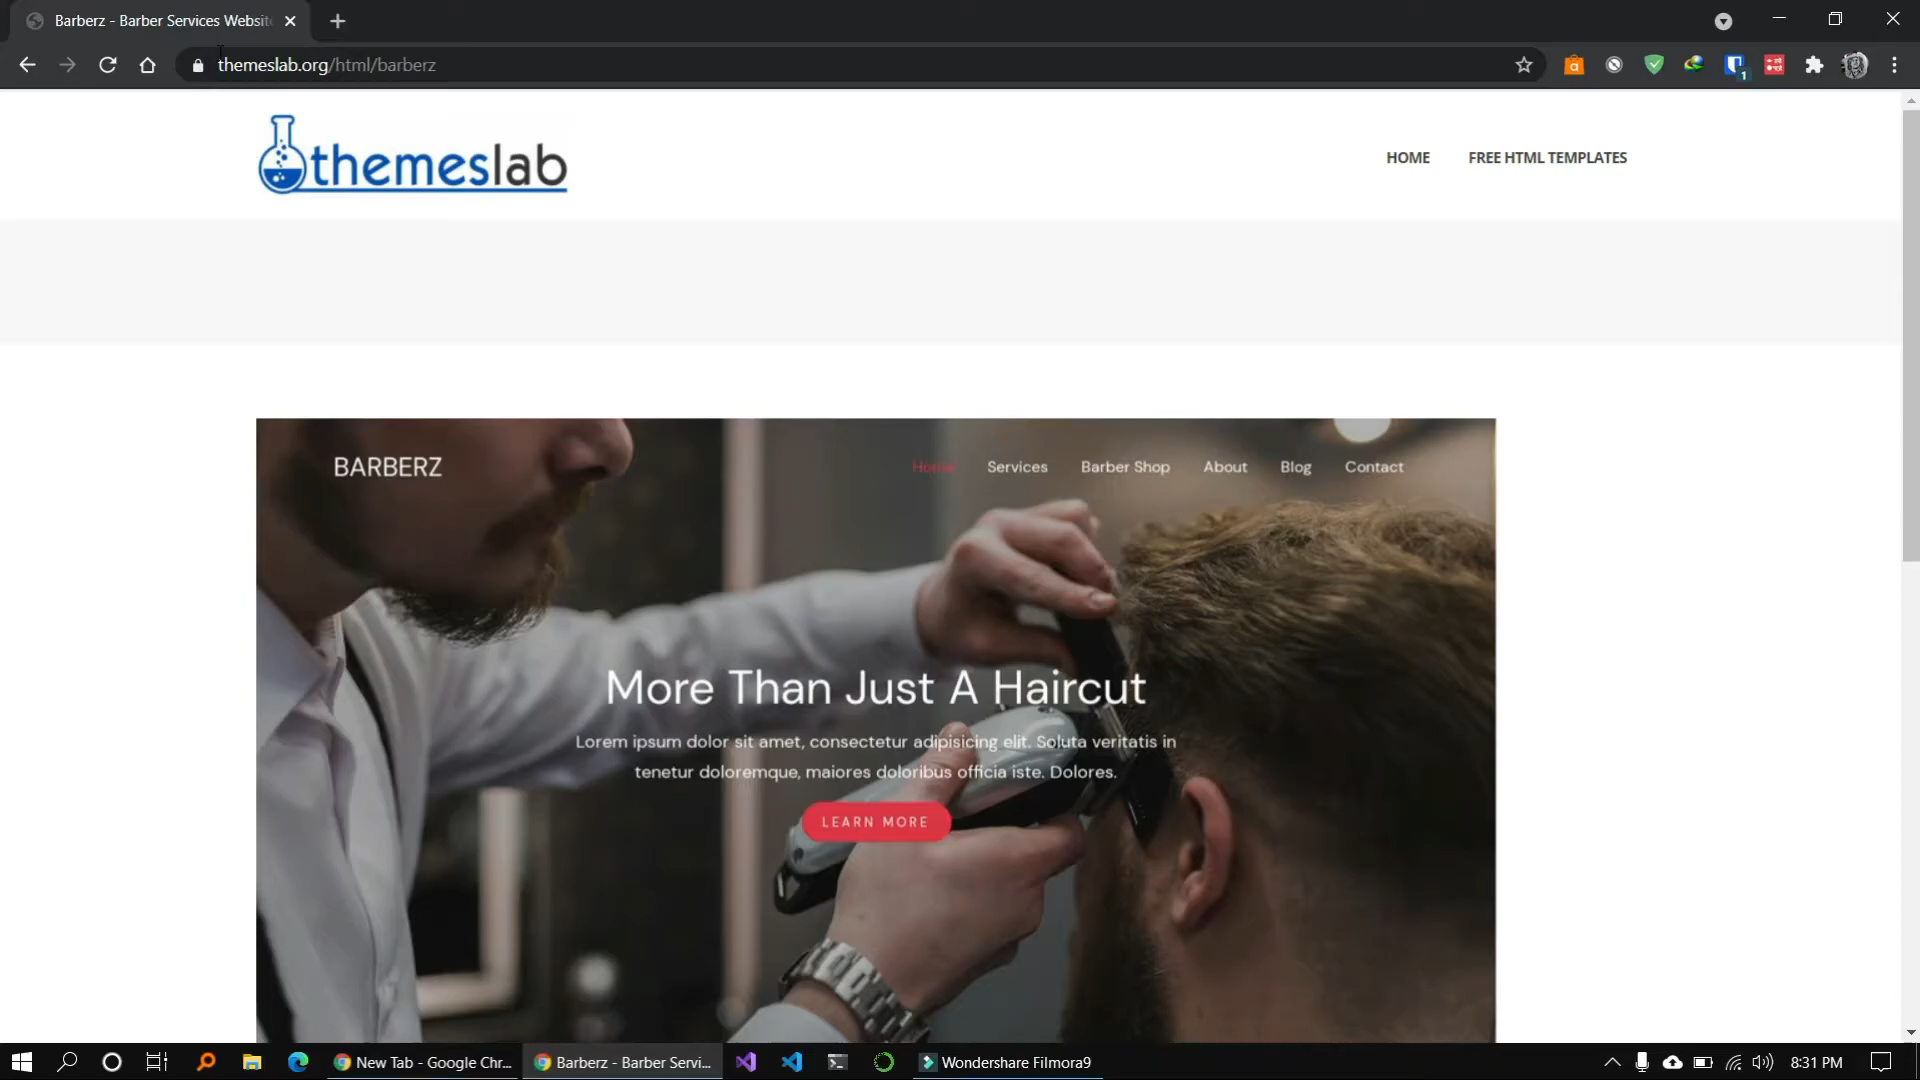 Barberz - Barber Services Websit
themeslab.org/html/barberz
1
themeslab
HOME
FREE HTML TEMPLATES
BARBERZ
Home
Services
Barber Shop
About
Blog
Contact
More Than Just A Haircut
Lorem ipsum dolor sit amet, consectetur adipisicing elit. Soluta veritatis in
tenetur doloremque, maiores doloribus officia iste. Dolores.
LEARN MORE
New Tab - Google Chr...
Barberz - Barber Servi...
Wondershare Filmora9
8:31 PM